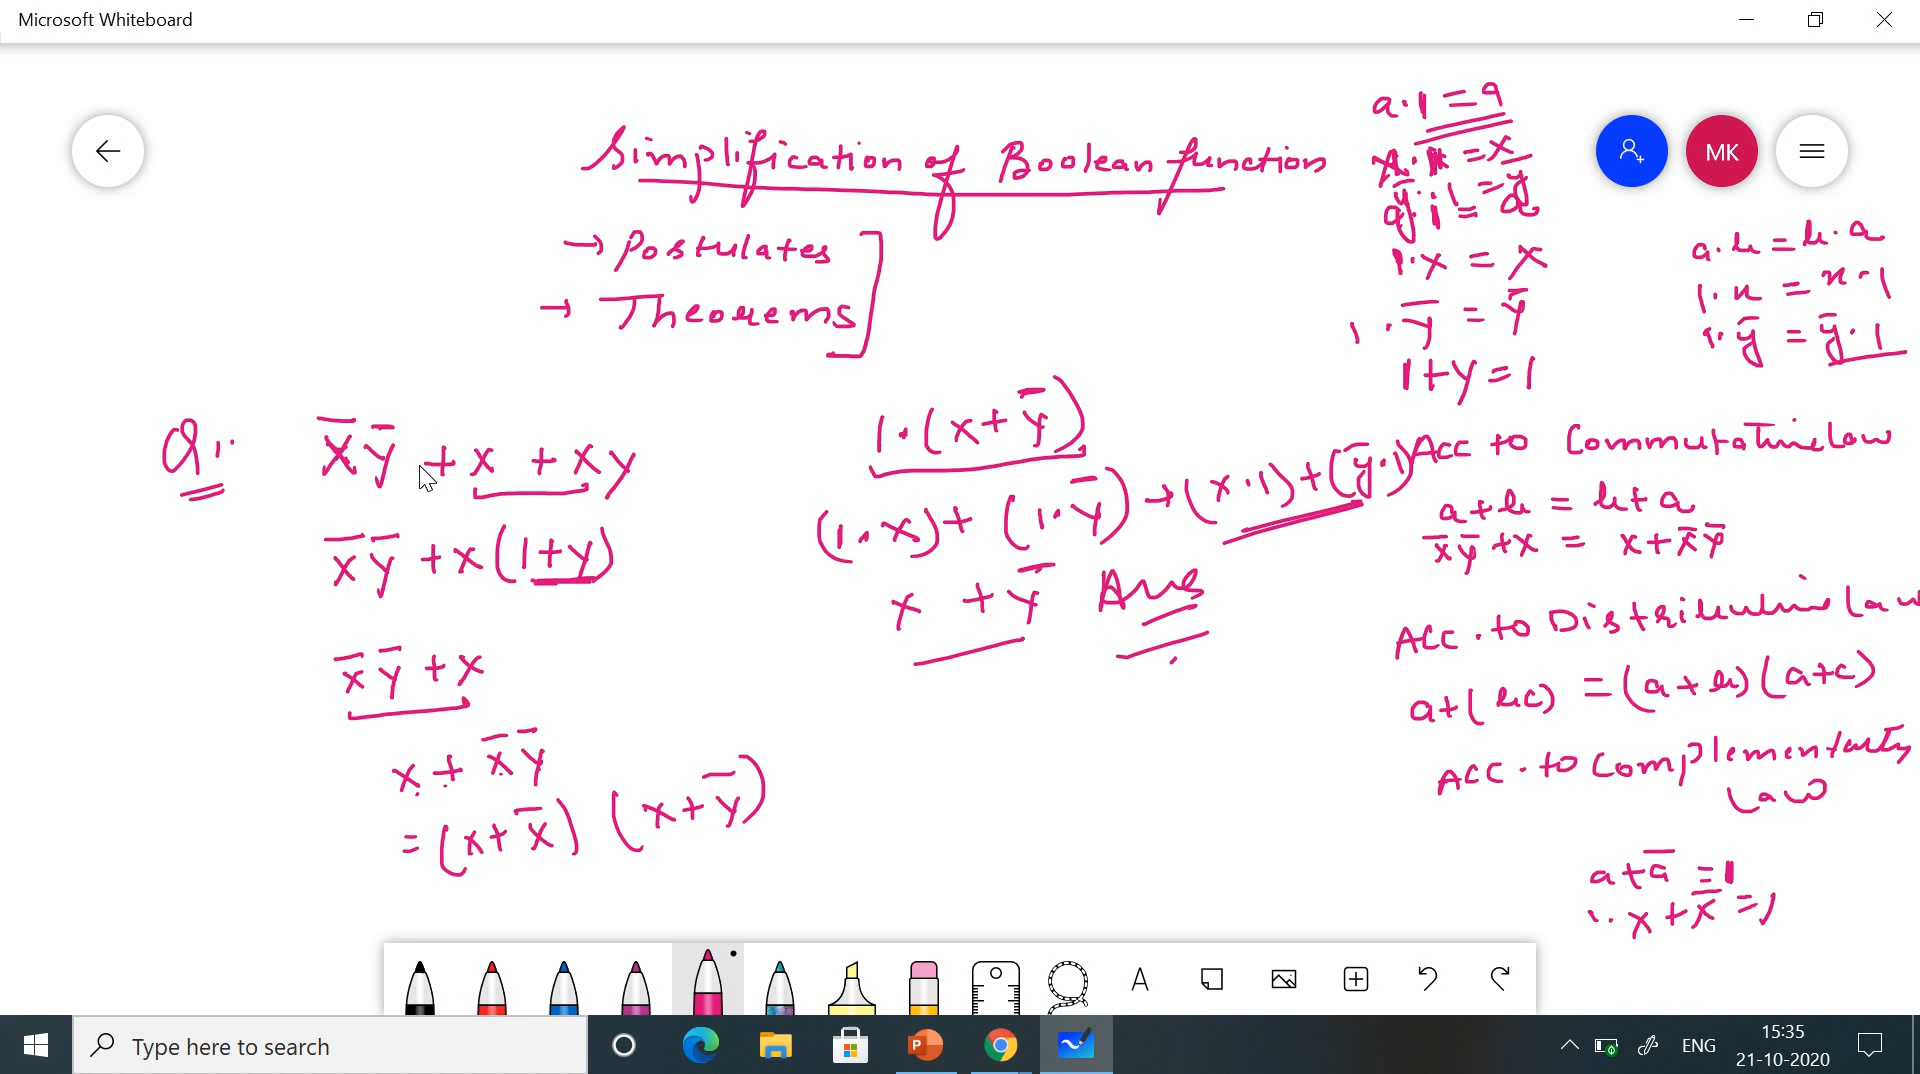 Microsoft Whiteboard
MK
Simplification of Boolean function
→ Postulates
→ Theorems
Q1.
x̅y̅ + x + xy
x̅y̅ + x(1+y)
x̅y̅ + x
x + x̅y̅
= (x+x̅) (x+y̅)
1.(x+y̅)
(1.x)+(1.y̅) → (x.1)+(y̅.1)
x + y̅ Ans
a.1=a
1.x = x
1.y̅ = y̅
1+y=1
a.b = b.a
1.x = x.1
1.y̅ = y̅.1
Acc to Commutative law
a+b = b+a
x̅y̅+x = x+x̅y̅
Acc. to Distributive law
a+(bc) = (a+b)(a+c)
Acc. to Complementarty
Law
a+a̅ =1
x+x̅ =1
A
Type here to search
ENG
15:35
21-10-2020